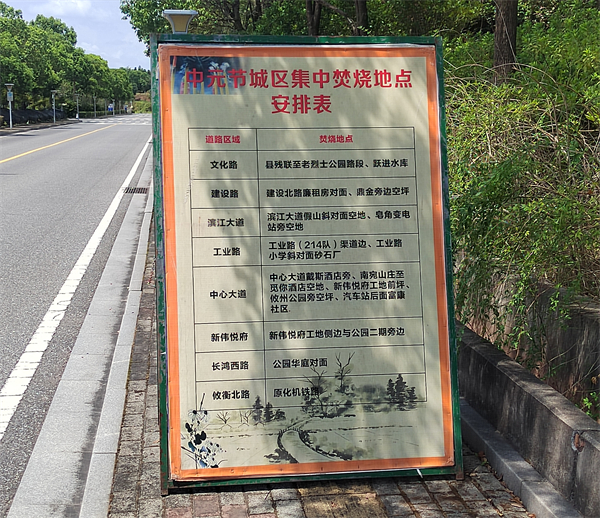 中元节城区集中焚烧地点
安排表
道路区域 焚烧地点
文化路 县残联至老烈士公园路段、跃进水库
建设路 建设北路廉租房对面、鼎金旁边空坪
滨江大道 滨江大道假山斜对面空地、皂角变电
站旁空地
工业路 工业路（214队）渠道边、工业路
小学斜对面砂石厂
中心大道 中心大道戴斯酒店旁、南宛山庄至
觅你酒店空地、新伟悦府工地前坪、
攸州公园旁空坪、汽车站后面富康
社区
新伟悦府 新伟悦府工地侧边与公园二期旁边
长鸿西路 公园华庭对面
攸衡北路 原化机铁路